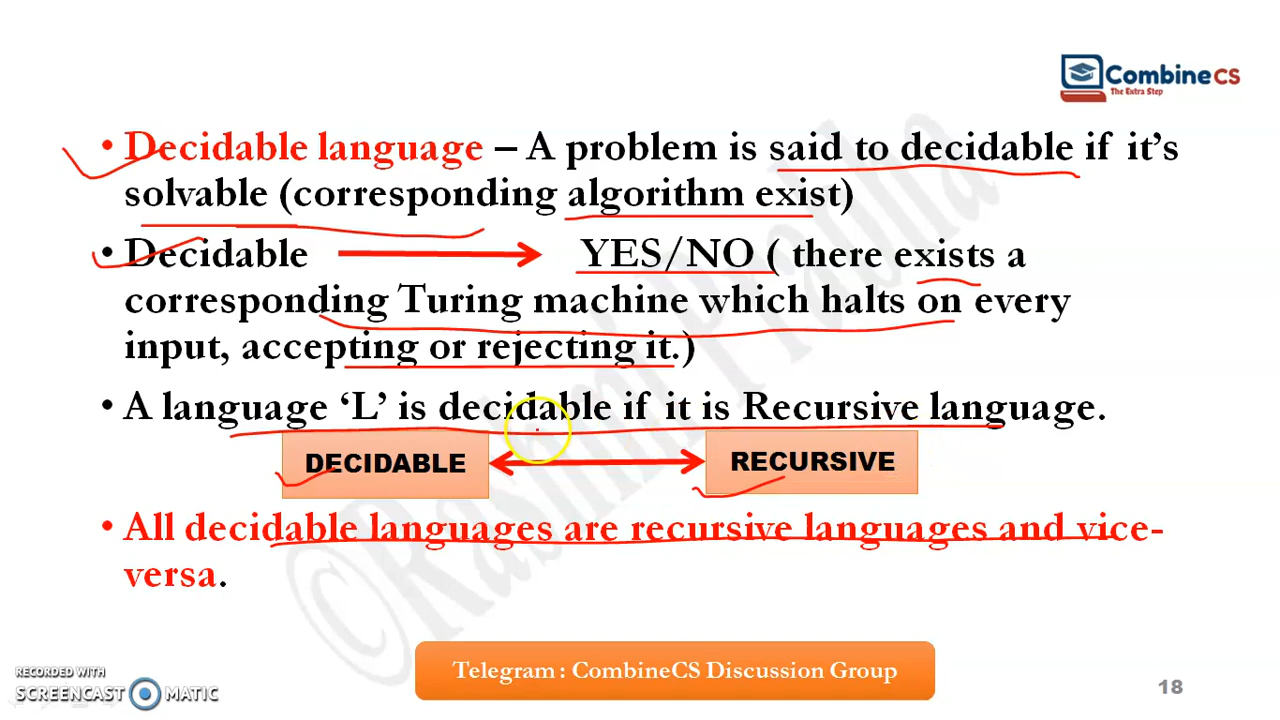 CombineCS
The Extra Step
• Decidable language – A problem is said to decidable if it’s
solvable (corresponding algorithm exist)
• Decidable YES/NO ( there exists a
corresponding Turing machine which halts on every
input, accepting or rejecting it.)
• A language ‘L’ is decidable if it is Recursive language.
DECIDABLE RECURSIVE
• All decidable languages are recursive languages and vice-
versa.
©Rashmi Pradha
Telegram : CombineCS Discussion Group
RECORDED WITH
SCREENCAST MATIC
18